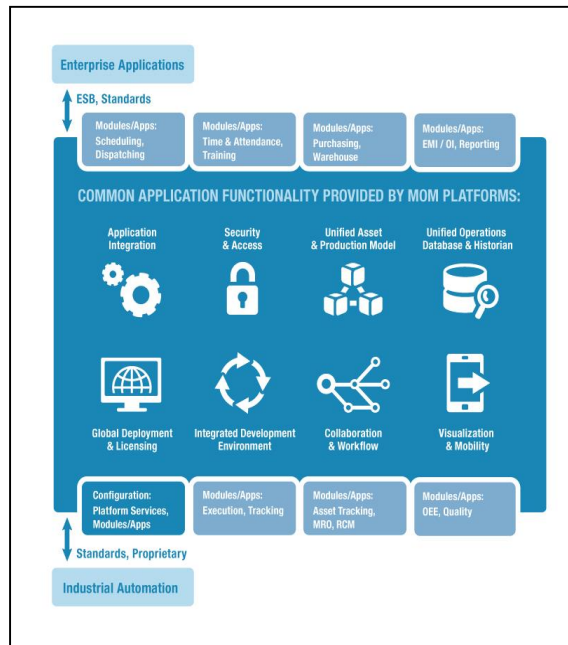 Enterprise Applications
ESB, Standards
Modules/Apps:
Scheduling,
Dispatching
Modules/Apps:
Time & Attendance,
Training
Modules/Apps:
Purchasing,
Warehouse
Modules/Apps:
EMI / OI, Reporting
COMMON APPLICATION FUNCTIONALITY PROVIDED BY MOM PLATFORMS:
Application
Integration
Security
& Access
Unified Asset
& Production Model
Unified Operations
Database & Historian
Global Deployment
& Licensing
Integrated Development
Environment
Collaboration
& Workflow
Visualization
& Mobility
Configuration:
Platform Services,
Modules/Apps
Modules/Apps:
Execution, Tracking
Modules/Apps:
Asset Tracking,
MRO, RCM
Modules/Apps:
OEE, Quality
Standards, Proprietary
Industrial Automation